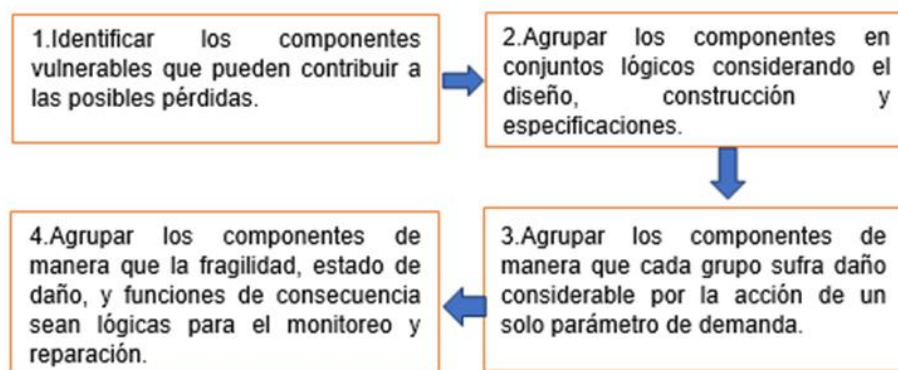 1.Identificar los componentes
vulnerables que pueden contribuir a
las posibles pérdidas.
2.Agrupar los componentes en
conjuntos lógicos considerando el
diseño, construcción y
especificaciones.
3.Agrupar los componentes de
manera que cada grupo sufra daño
considerable por la acción de un
solo parámetro de demanda.
4.Agrupar los componentes de
manera que la fragilidad, estado de
daño, y funciones de consecuencia
sean lógicas para el monitoreo y
reparación.